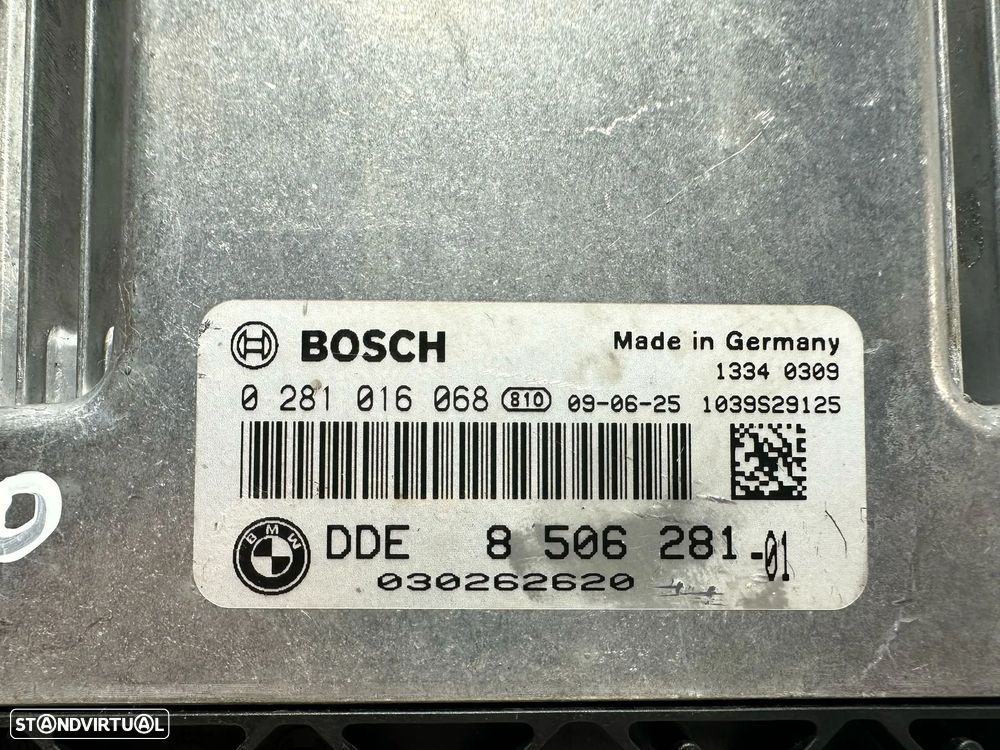 BOSCH Made in Germany
1334 0309
0 281 016 068 810 09-06-25 1039S29125
BMW DDE 8 506 281-01
030262620
STANDVIRTUAL